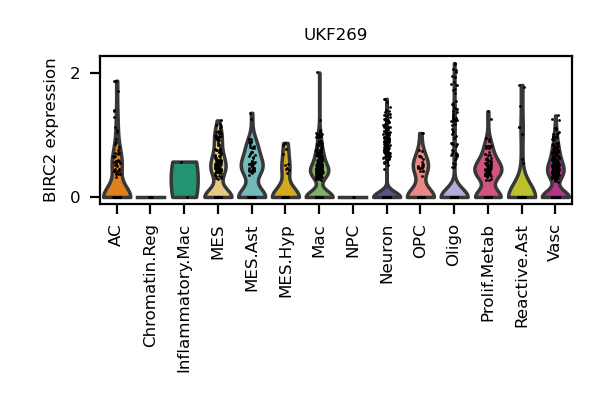 UKF269
BIRC2 expression
2
0
AC
Chromatin.Reg
Inflammatory.Mac
MES
MES.Ast
MES.Hyp
Mac
NPC
Neuron
OPC
Oligo
Prolif.Metab
Reactive.Ast
Vasc